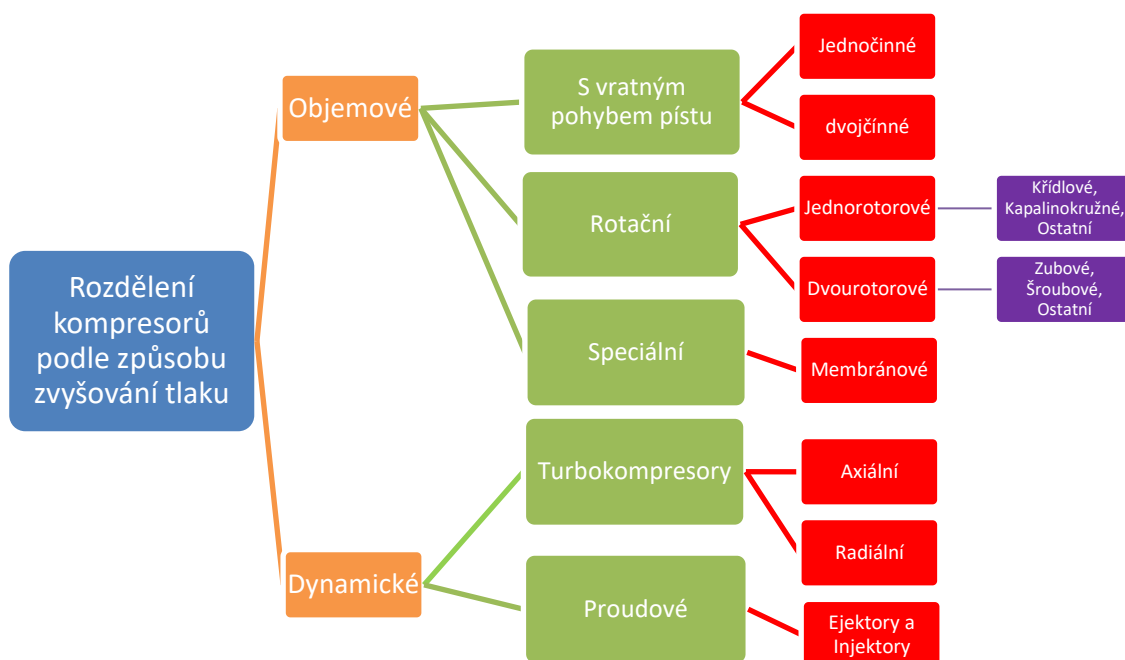 Rozdělení
kompresorů
podle způsobu
zvyšování tlaku
Objemové
S vratným
pohybem pístu
Jednočinné
dvojčínné
Rotační
Jednorotorové
Křídlové,
Kapalinokružné,
Ostatní
Dvourotorové
Zubové,
Šroubové,
Ostatní
Speciální
Membránové
Dynamické
Turbokompresory
Axiální
Radiální
Proudové
Ejektory a
Injektory